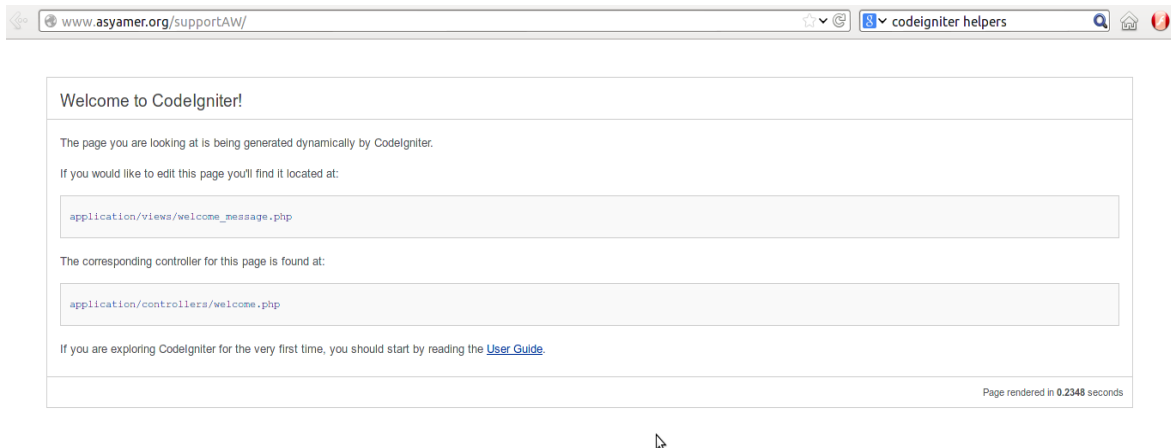 www.asyamer.org/supportAW/ codeigniter helpers
Welcome to CodeIgniter!
The page you are looking at is being generated dynamically by CodeIgniter.
If you would like to edit this page you'll find it located at:
application/views/welcome_message.php
The corresponding controller for this page is found at:
application/controllers/welcome.php
If you are exploring CodeIgniter for the very first time, you should start by reading the User Guide.
Page rendered in 0.2348 seconds